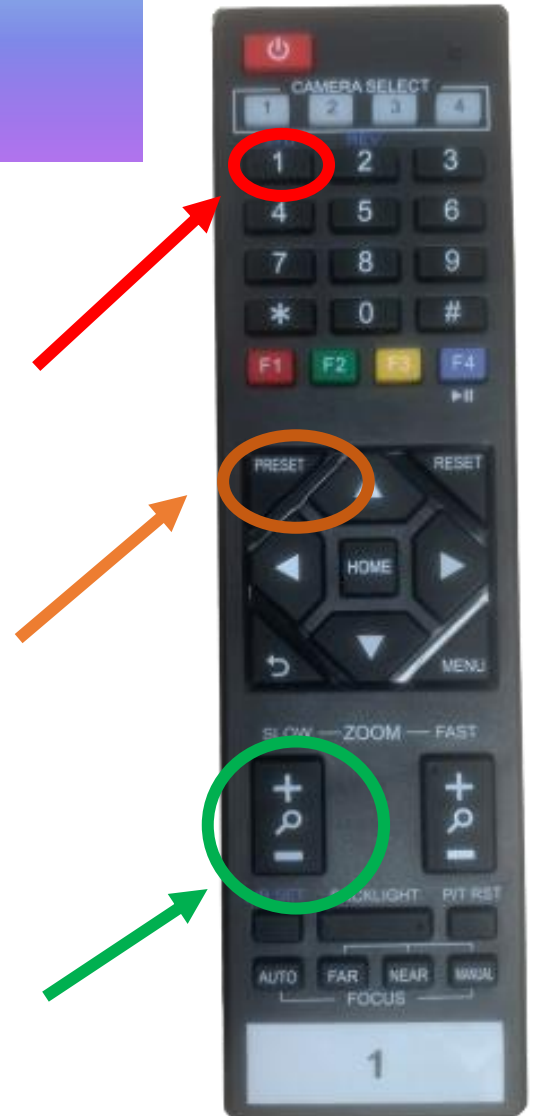 CAMERA SELECT
1 2 3 4
REV
1 2 3
4 5 6
7 8 9
* 0 #
F1 F2 F3 F4
PRESET RESET
HOME
MENU
SLOW ZOOM FAST
+ +
- -
BACKLIGHT P/T RST
AUTO FAR NEAR MANUAL
FOCUS
1